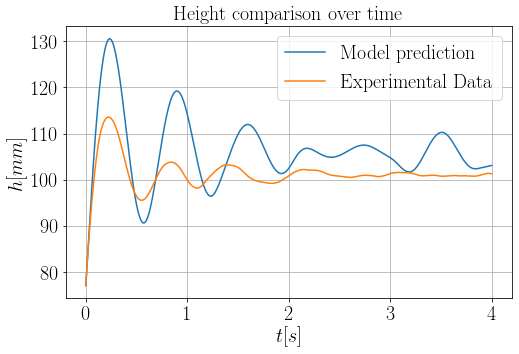 Height comparison over time
Model prediction
Experimental Data
h[mm]
130
120
110
100
90
80
0 1 2 3 4
t[s]